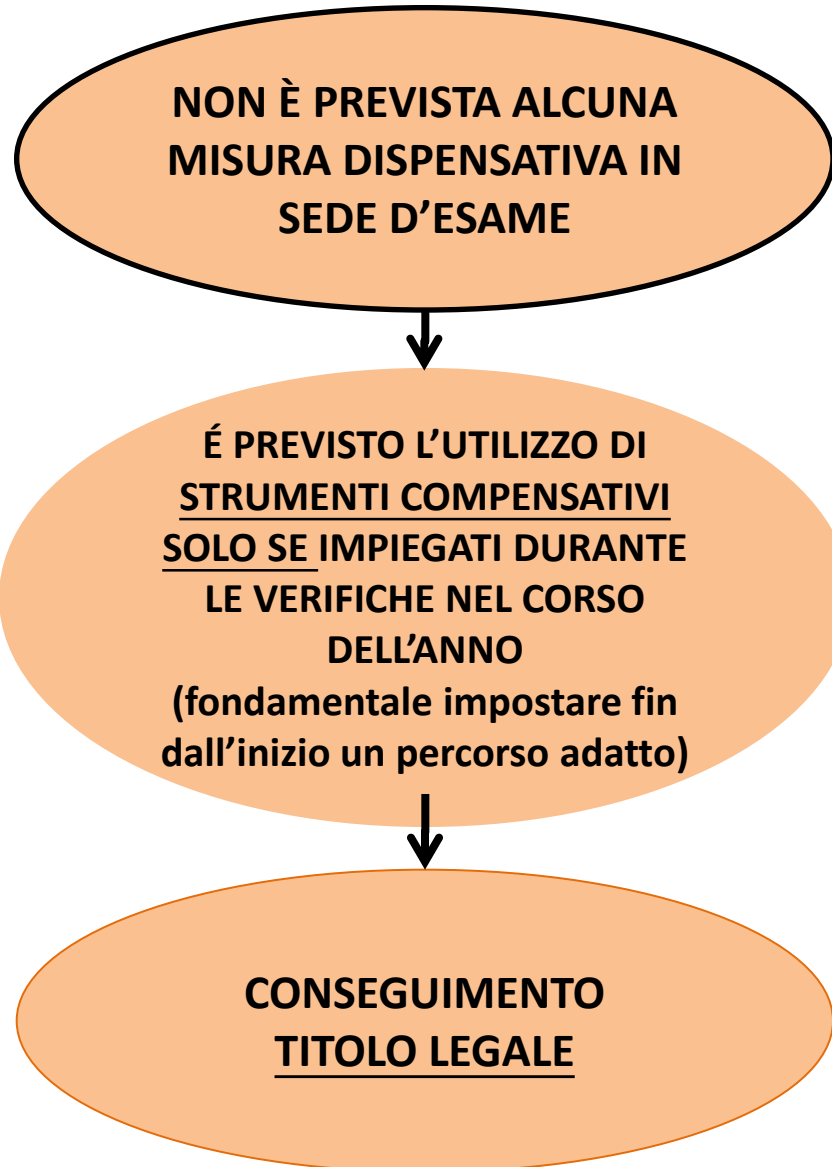 NON È PREVISTA ALCUNA
MISURA DISPENSATIVA IN
SEDE D'ESAME
É PREVISTO L'UTILIZZO DI
STRUMENTI COMPENSATIVI
SOLO SE IMPIEGATI DURANTE
LE VERIFICHE NEL CORSO
DELL'ANNO
(fondamentale impostare fin
dall'inizio un percorso adatto)
CONSEGUIMENTO
TITOLO LEGALE